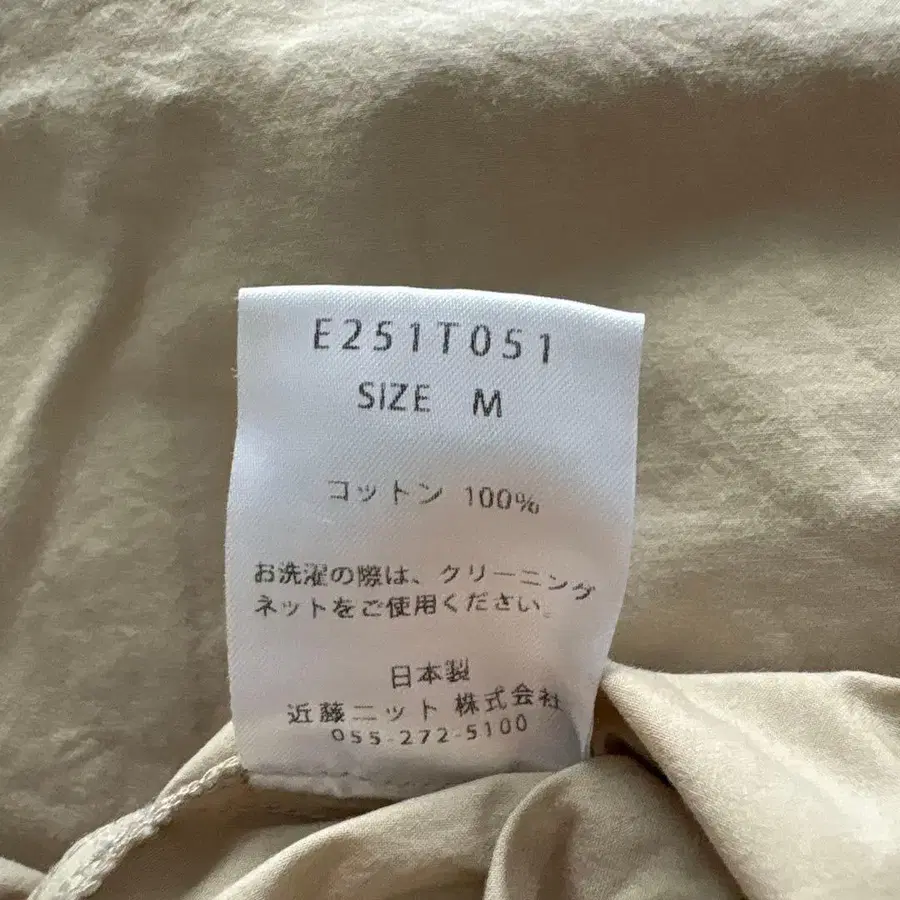 E251T051
SIZE M
コットン 100%
お洗濯の際は、クリーニング
ネットをご使用ください。
日本製
近藤ニット 株式会社
055-272-5100